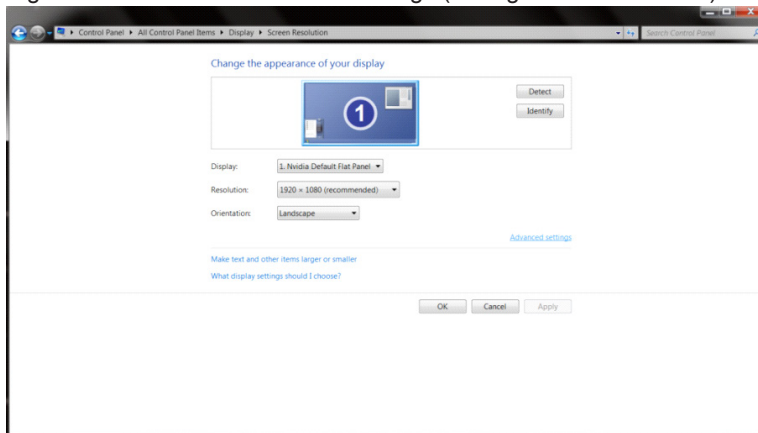 Control Panel ▸ All Control Panel Items ▸ Display ▸ Screen Resolution
Search Control Panel
Change the appearance of your display
1
Detect
Identify
Display: 1. Nvidia Default Flat Panel
Resolution: 1920 × 1080 (recommended)
Orientation: Landscape
Advanced settings
Make text and other items larger or smaller
What display settings should I choose?
OK Cancel Apply